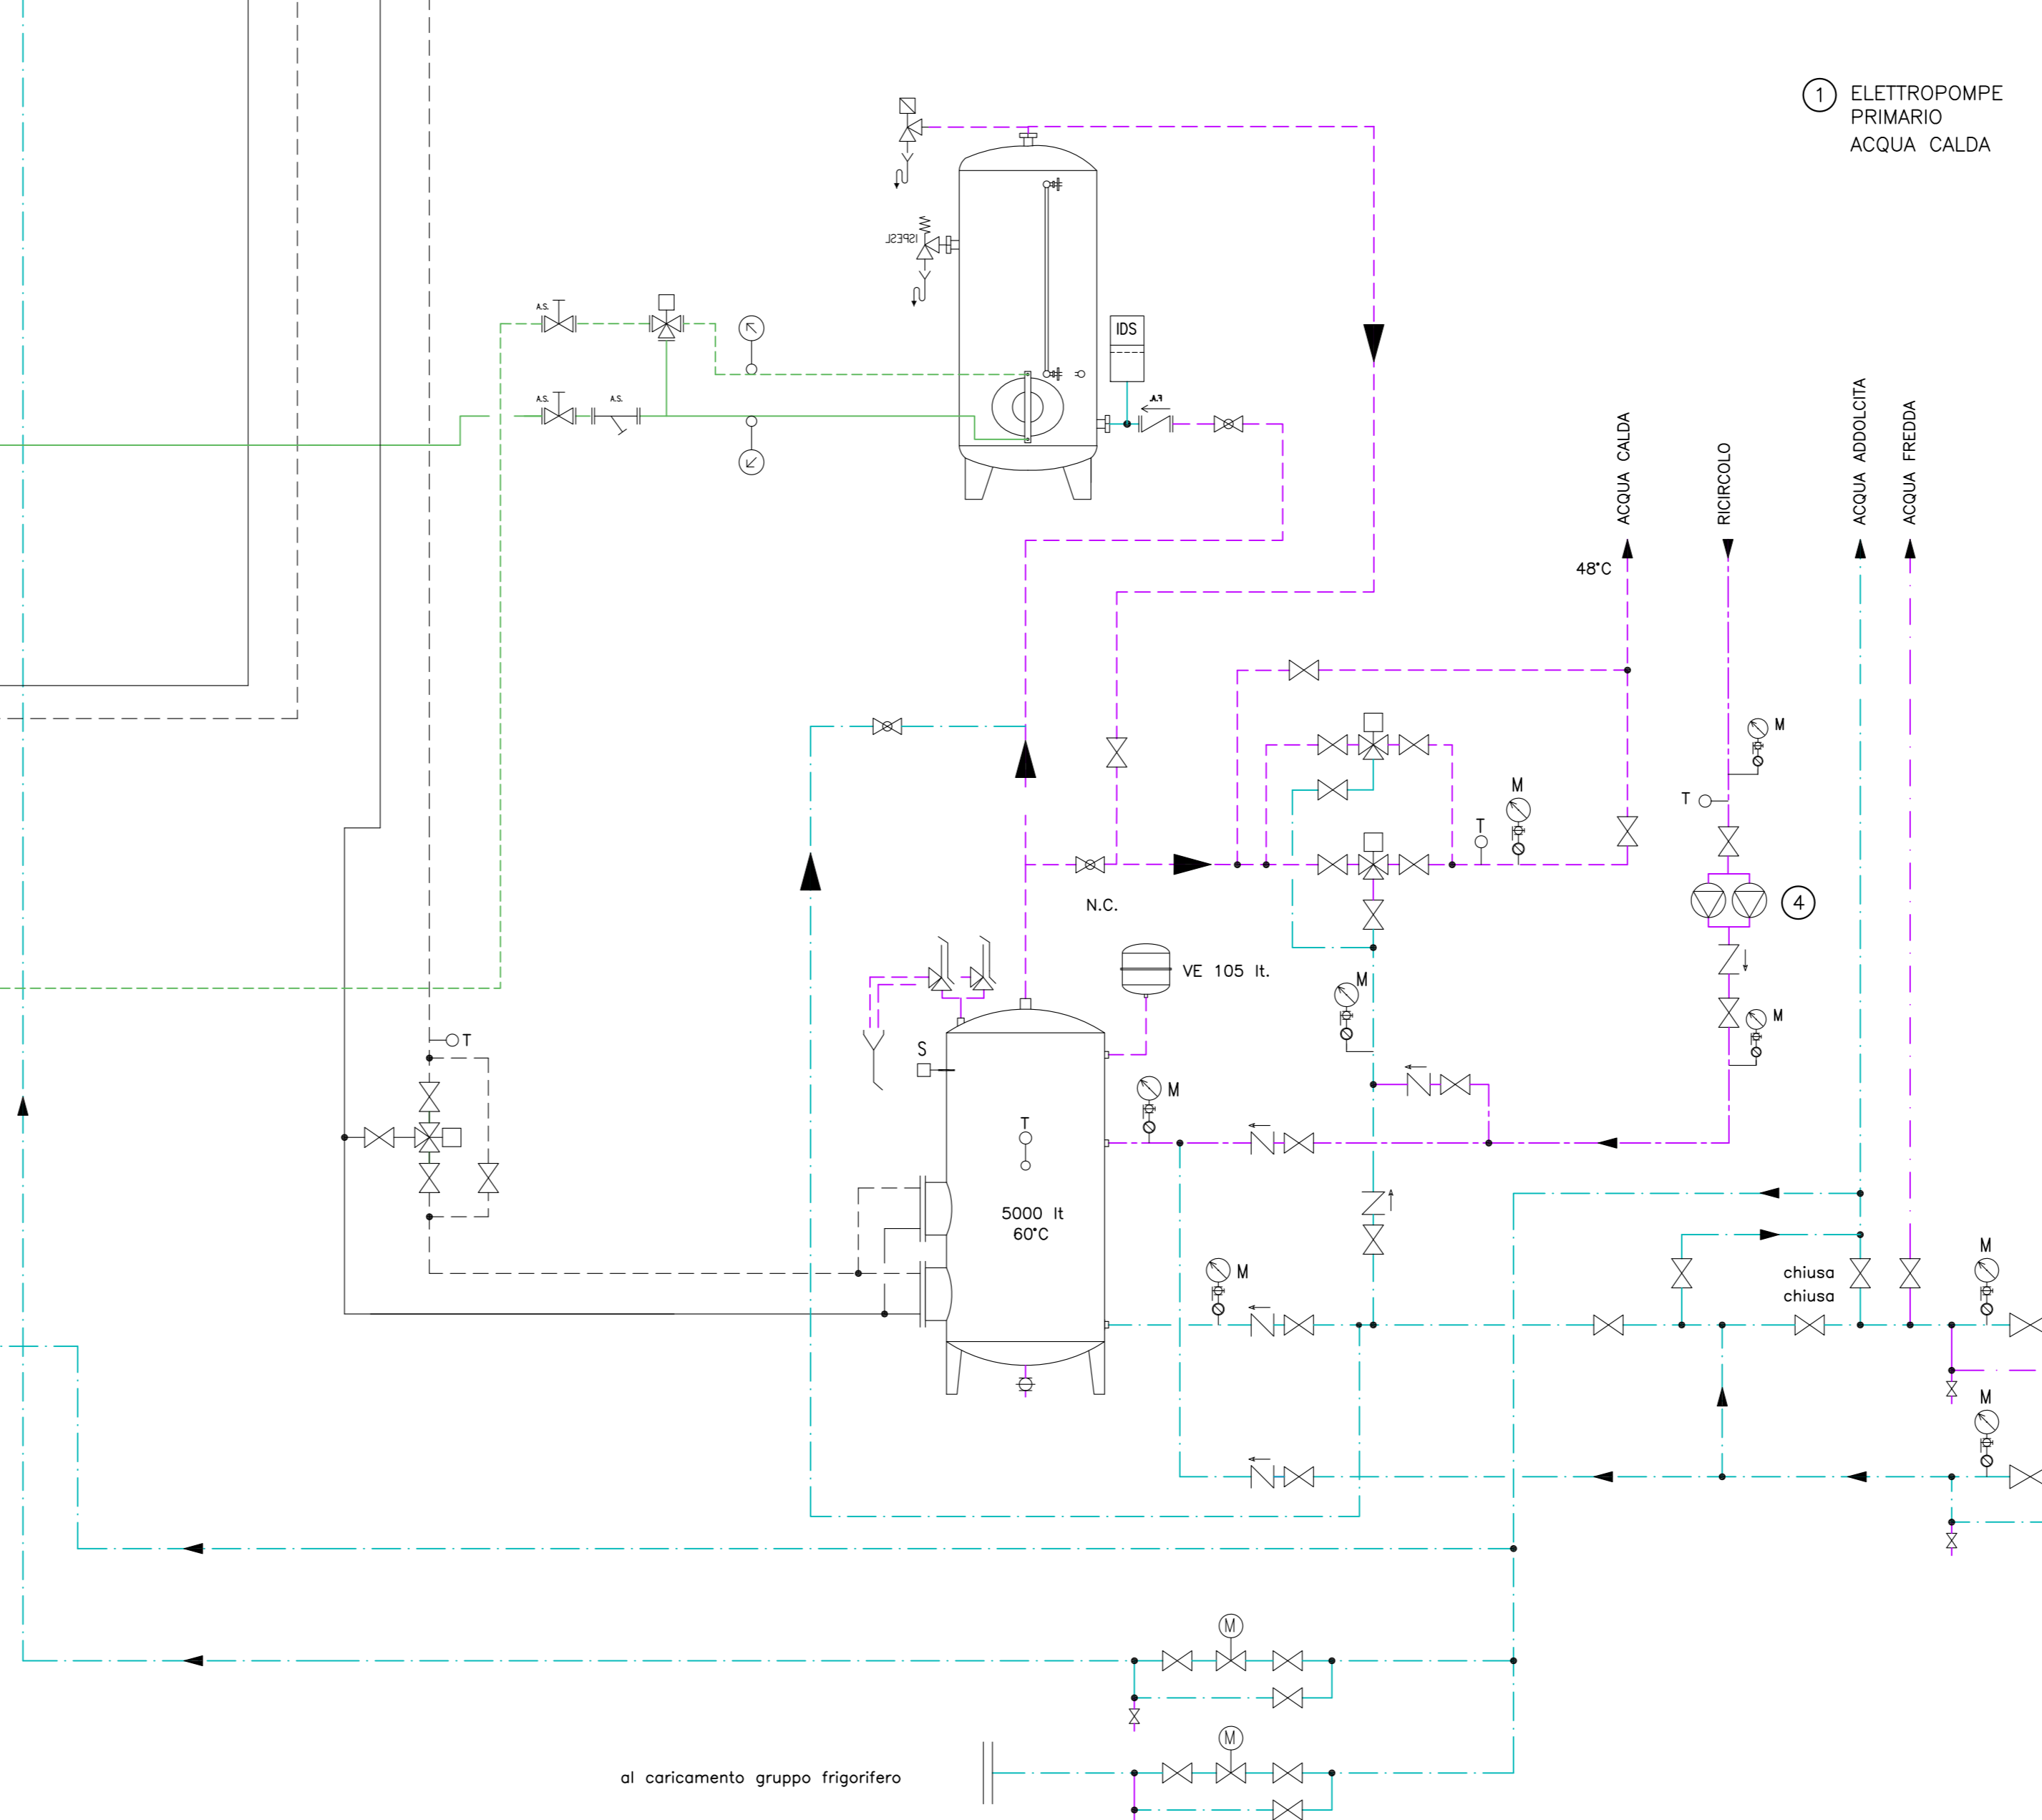 1 ELETTROPOMPE
PRIMARIO
ACQUA CALDA
ISPESL
A.S.
IDS
A.S.
A.S.
F.A.
ACQUA CALDA
RICIRCOLO
ACQUA ADDOLCITA
ACQUA FREDDA
48°C
M
T
M
T
4
N.C.
VE 105 lt.
M
M
T
S
M
T
5000 lt
60°C
M
M
chiusa
chiusa
M
M
M
al caricamento gruppo frigorifero